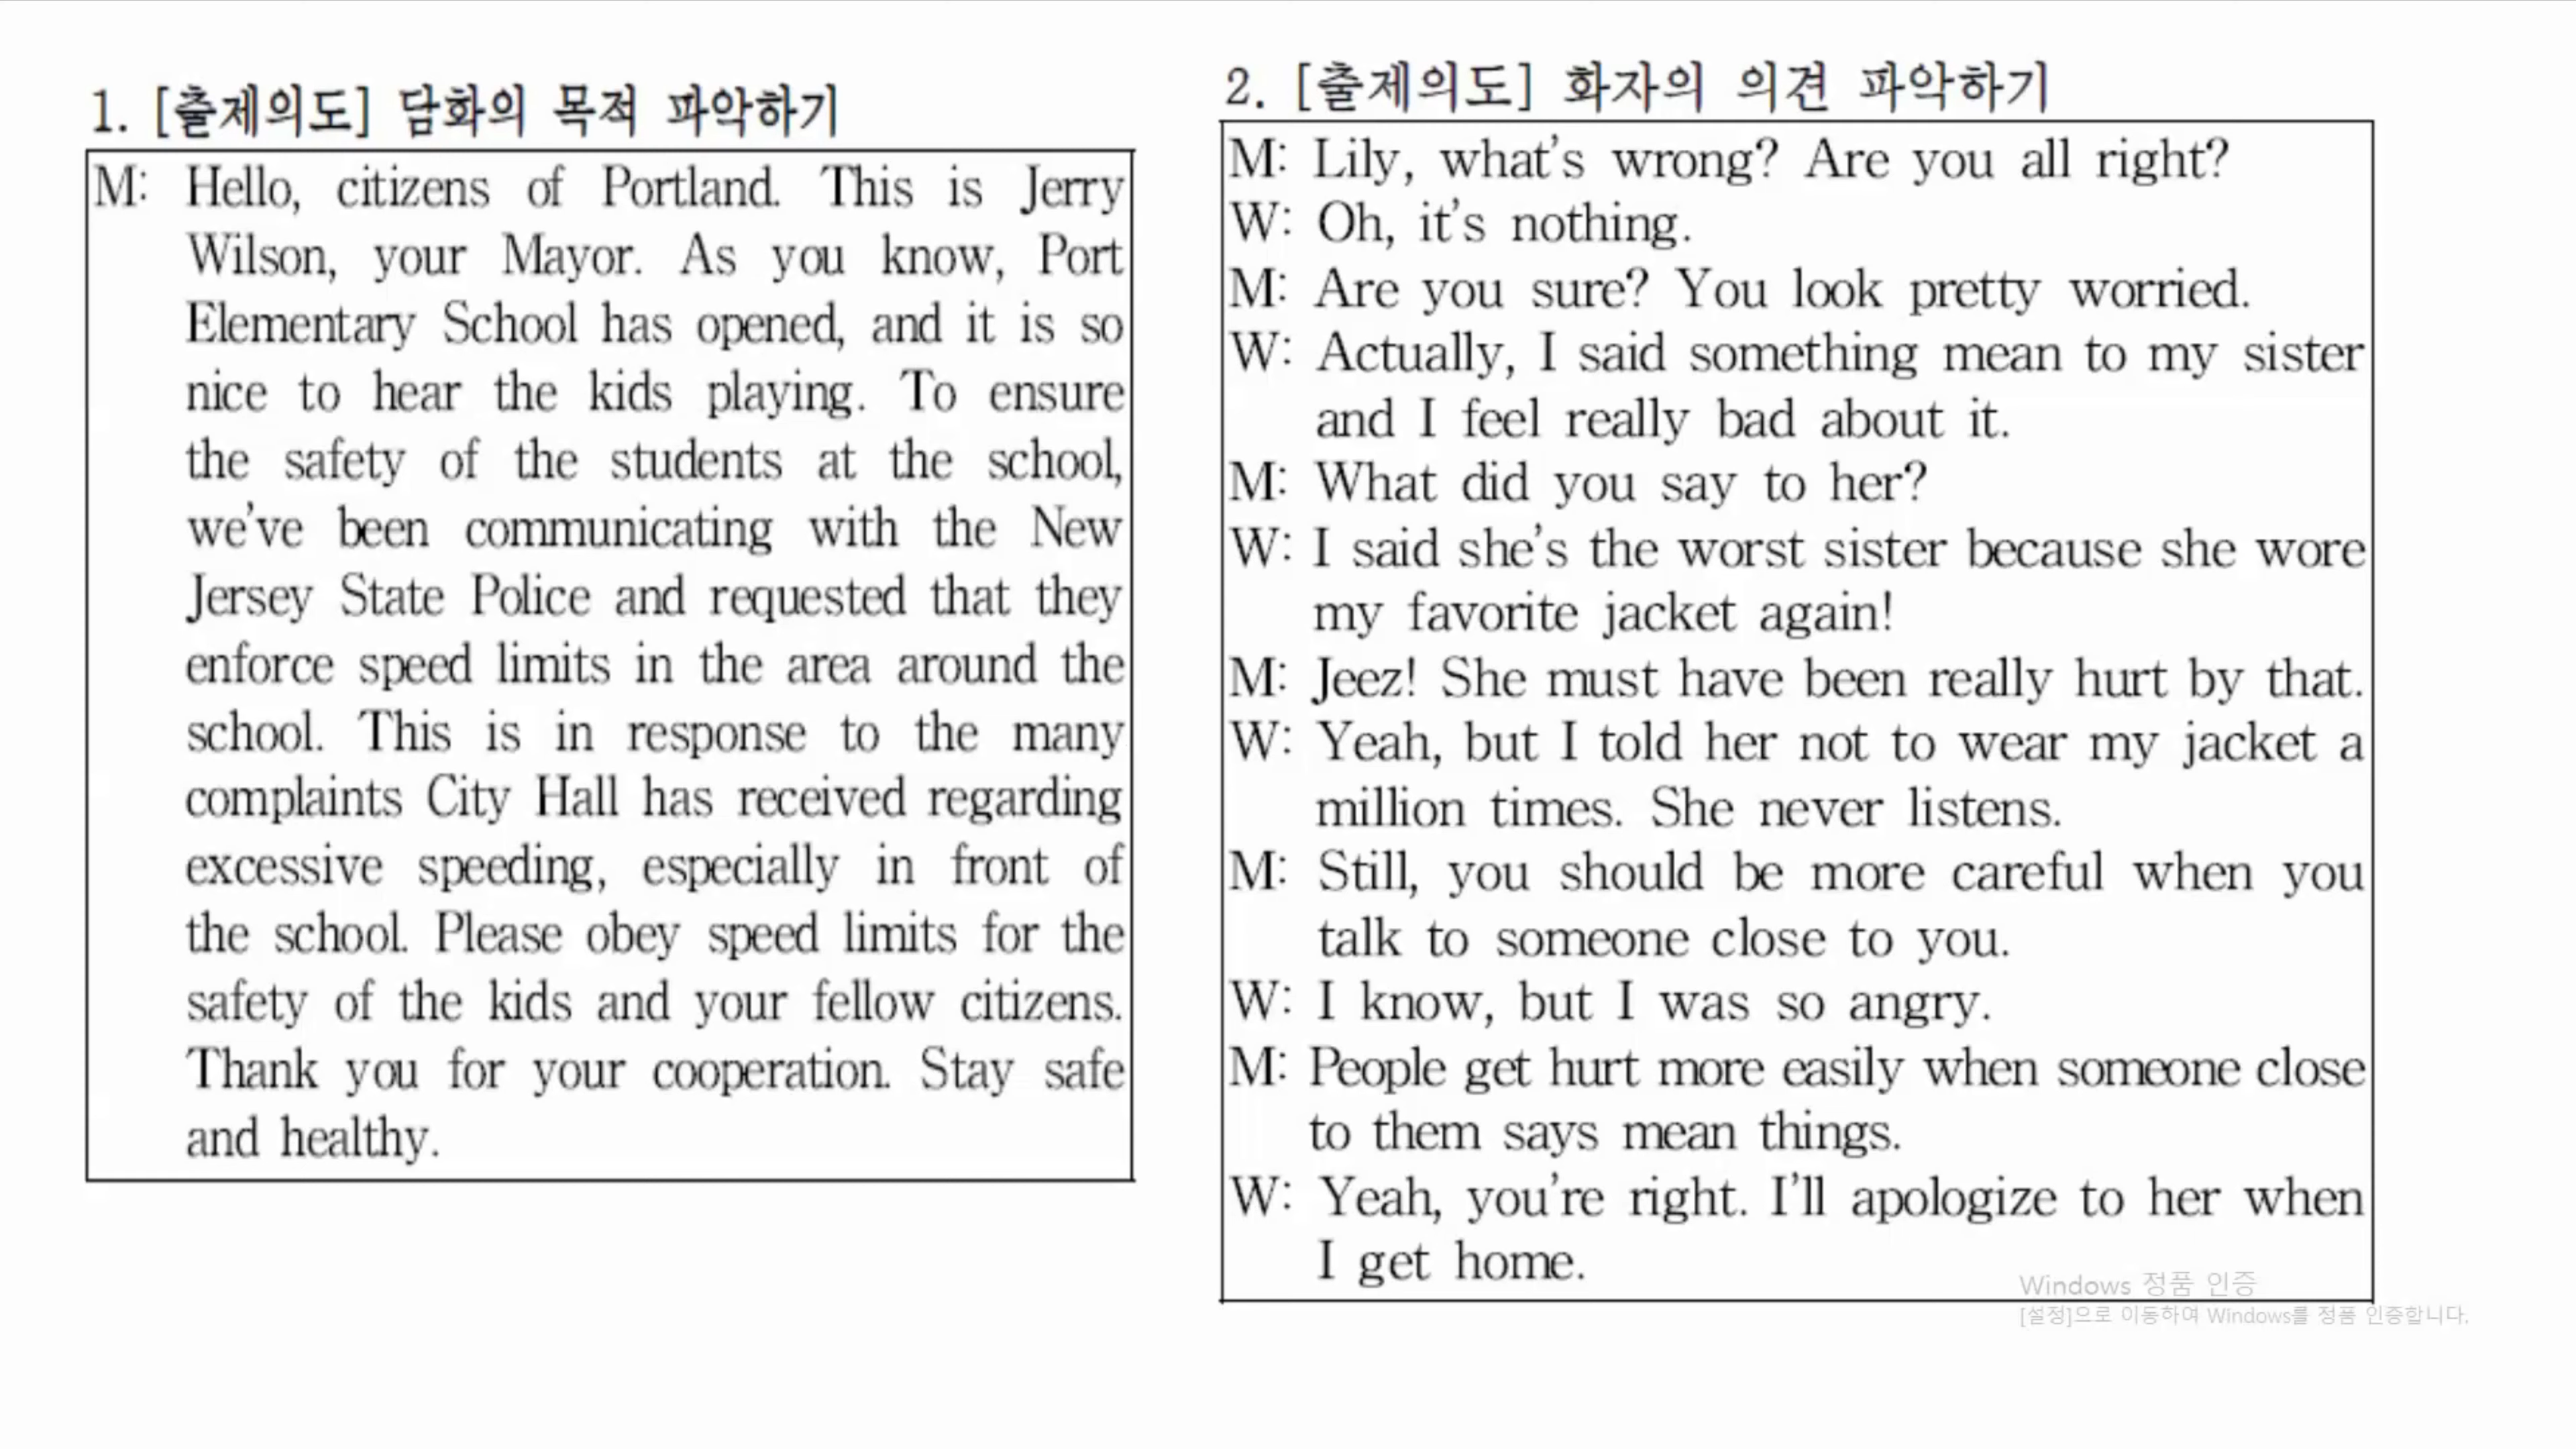 1. [출제의도] 담화의 목적 파악하기
M: Hello, citizens of Portland. This is Jerry
Wilson, your Mayor. As you know, Port
Elementary School has opened, and it is so
nice to hear the kids playing. To ensure
the safety of the students at the school,
we've been communicating with the New
Jersey State Police and requested that they
enforce speed limits in the area around the
school. This is in response to the many
complaints City Hall has received regarding
excessive speeding, especially in front of
the school. Please obey speed limits for the
safety of the kids and your fellow citizens.
Thank you for your cooperation. Stay safe
and healthy.
2. [출제의도] 화자의 의견 파악하기
M: Lily, what's wrong? Are you all right?
W: Oh, it's nothing.
M: Are you sure? You look pretty worried.
W: Actually, I said something mean to my sister
and I feel really bad about it.
M: What did you say to her?
W: I said she's the worst sister because she wore
my favorite jacket again!
M: Jeez! She must have been really hurt by that.
W: Yeah, but I told her not to wear my jacket a
million times. She never listens.
M: Still, you should be more careful when you
talk to someone close to you.
W: I know, but I was so angry.
M: People get hurt more easily when someone close
to them says mean things.
W: Yeah, you're right. I'll apologize to her when
I get home.
Windows 정품 인증
[설정]으로 이동하여 Windows를 정품 인증합니다.